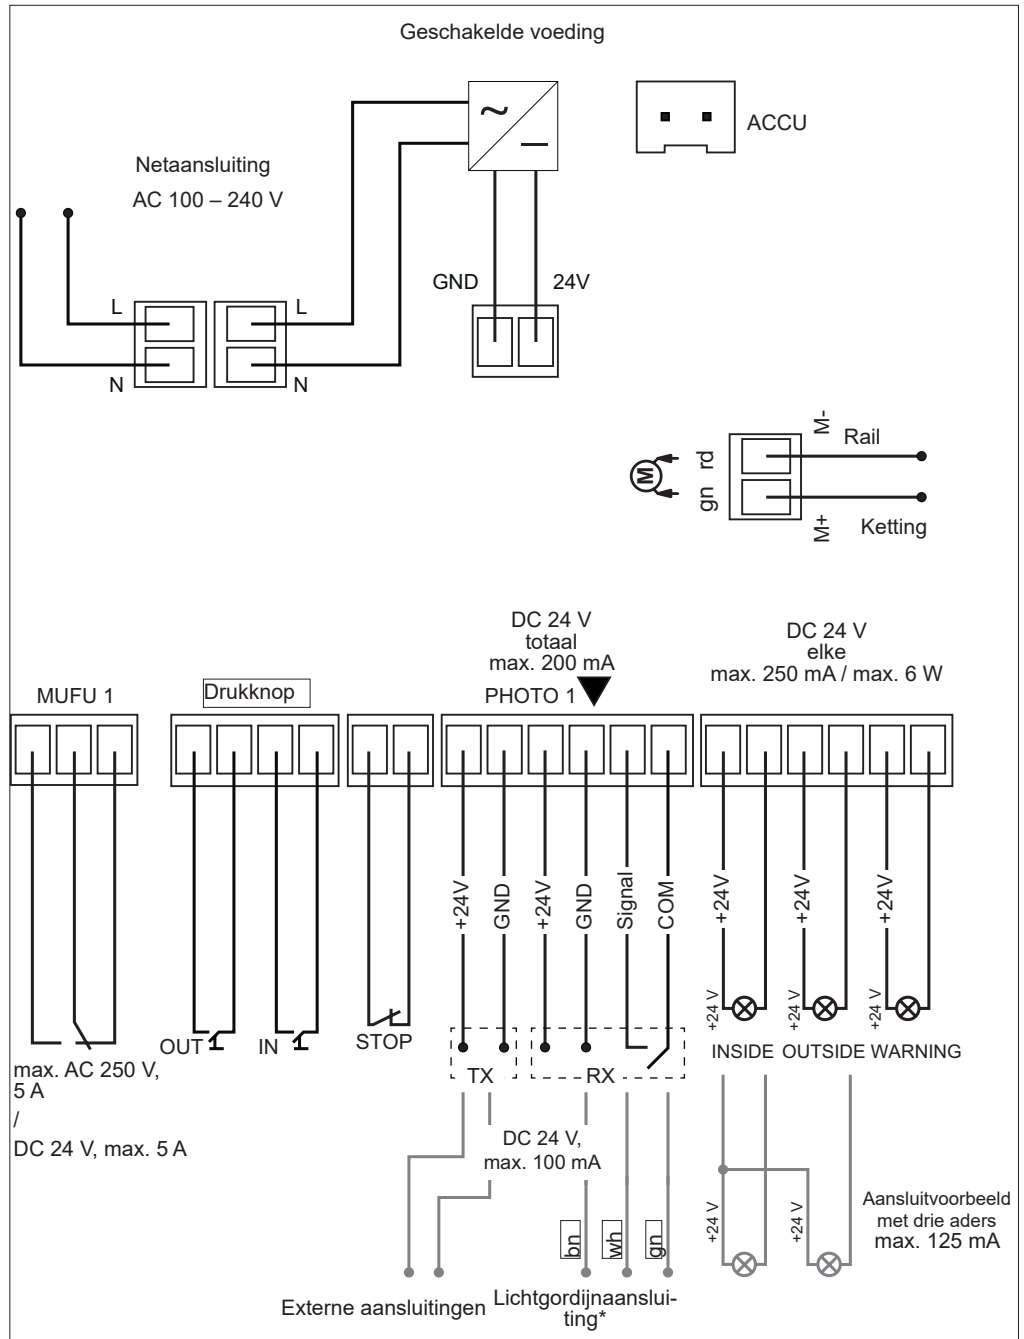 Geschakelde voeding
ACCU
Netaansluiting
AC 100 – 240 V
GND
24V
L
L
N
N
M-
Rail
rd
M
gn
M+
Ketting
DC 24 V
totaal
max. 200 mA
DC 24 V
elke
max. 250 mA / max. 6 W
MUFU 1
Drukknop
PHOTO 1
+24V
GND
+24V
GND
Signal
COM
+24V
+24V
+24V
+24 V
+24 V
+24 V
OUT
IN
STOP
INSIDE
OUTSIDE
WARNING
TX
RX
max. AC 250 V,
5 A
/
DC 24 V, max. 5 A
DC 24 V,
max. 100 mA
bn
wh
gn
+24 V
+24 V
Aansluitvoorbeeld
met drie aders
max. 125 mA
Externe aansluitingen
Lichtgordijnaanslui-
ting*